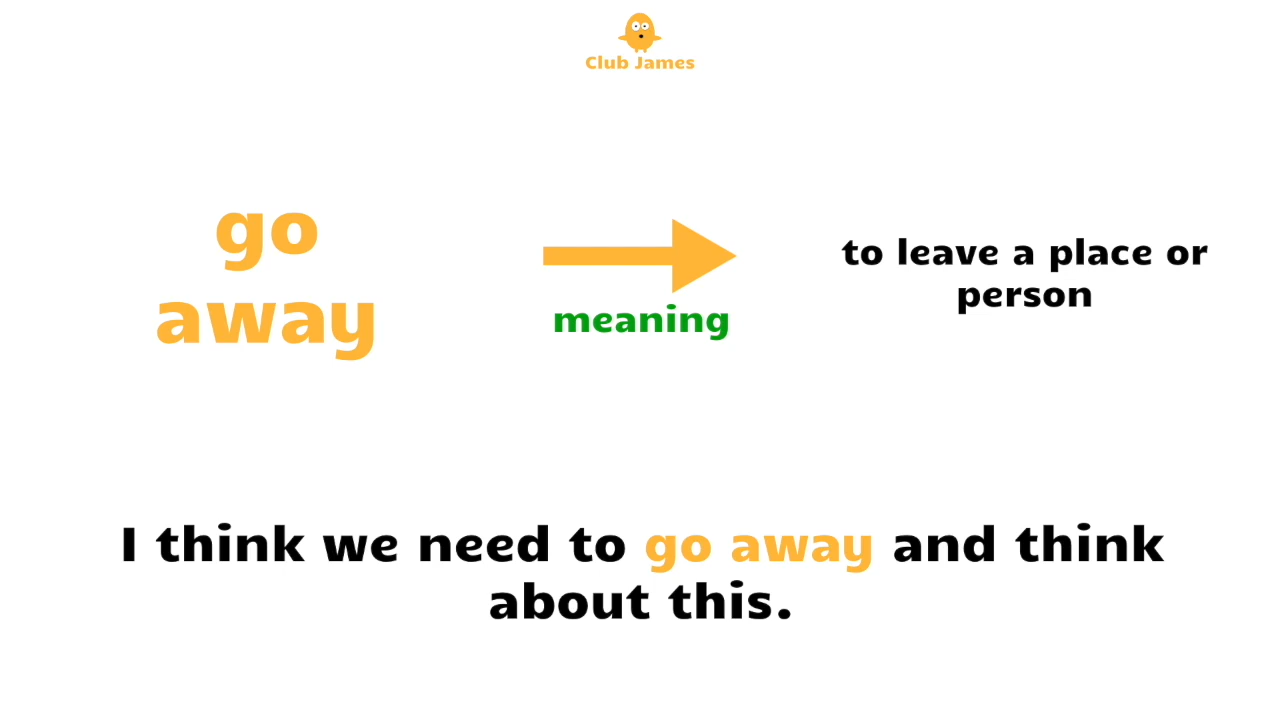 Club James
go
away
meaning
to leave a place or
person
I think we need to go away and think
about this.